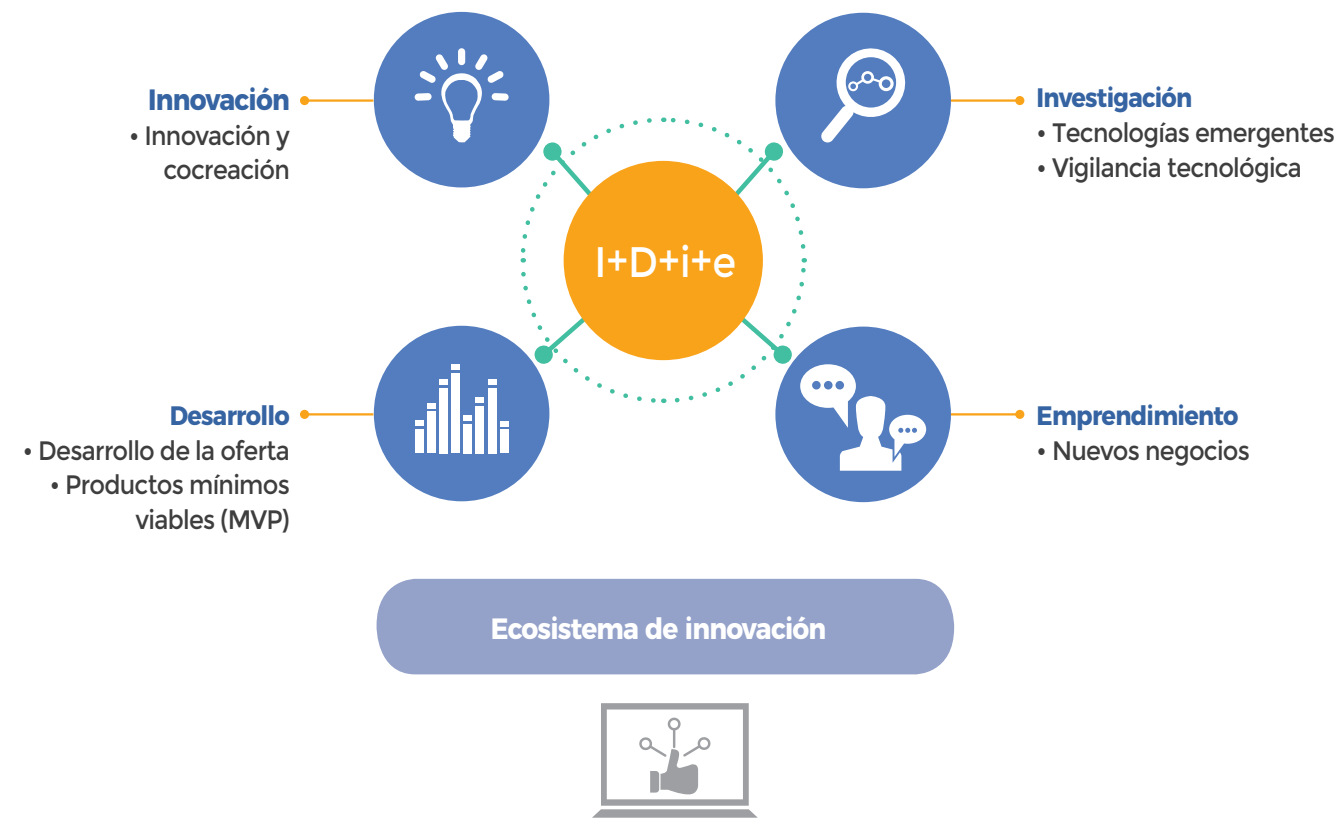 Innovación
• Innovación y
cocreación
Investigación
• Tecnologías emergentes
• Vigilancia tecnológica
I+D+i+e
Desarrollo
• Desarrollo de la oferta
• Productos mínimos
viables (MVP)
Emprendimiento
• Nuevos negocios
Ecosistema de innovación